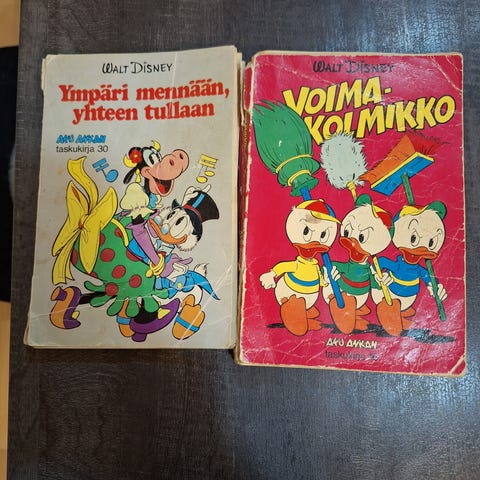 WALT DISNEY
Ympäri mennään,
yhteen tullaan
AKU ANKAN
taskukirja 30
WALT DISNEY
VOIMA-
KOLMIKKO
AKU ANKAN
taskukirja